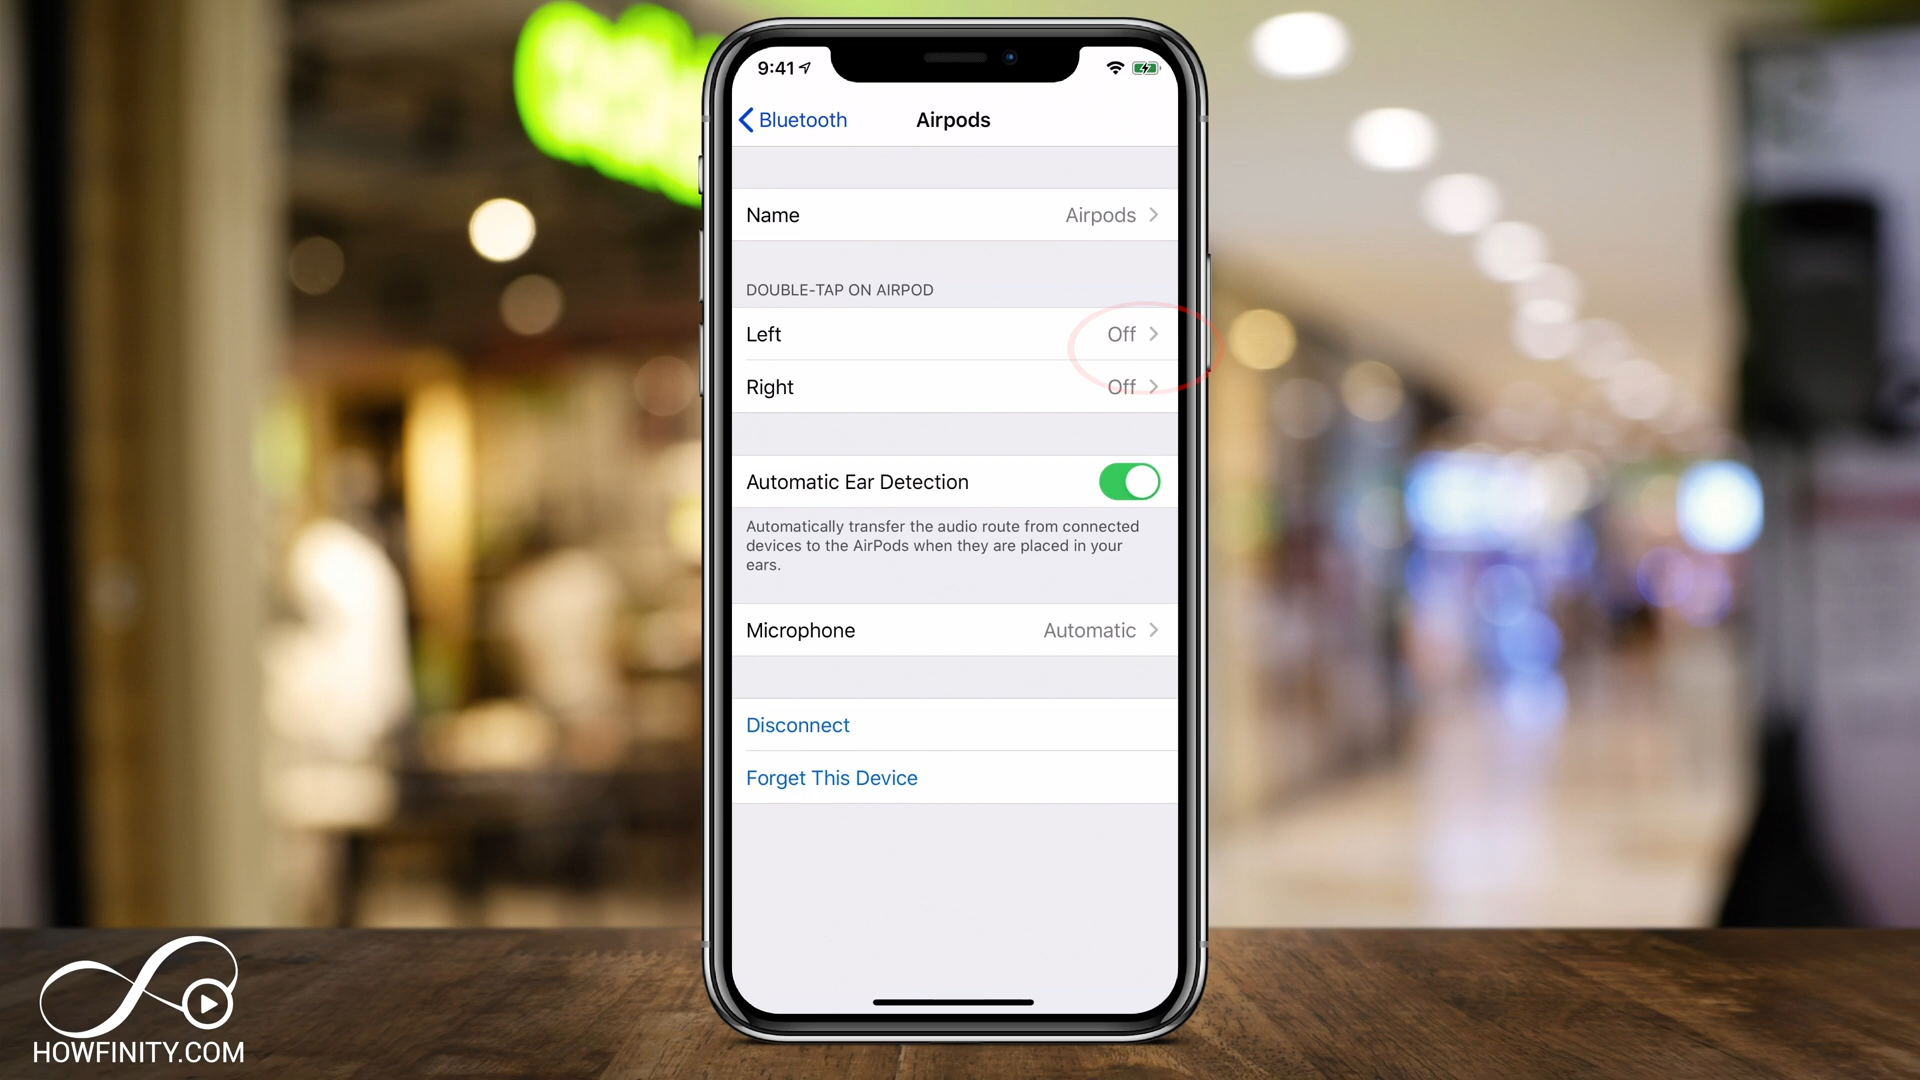 9:41
Bluetooth
Airpods
Name Airpods
DOUBLE-TAP ON AIRPOD
Left Off
Right Off
Automatic Ear Detection
Automatically transfer the audio route from connected
devices to the AirPods when they are placed in your
ears.
Microphone Automatic
Disconnect
Forget This Device
HOWFINITY.COM